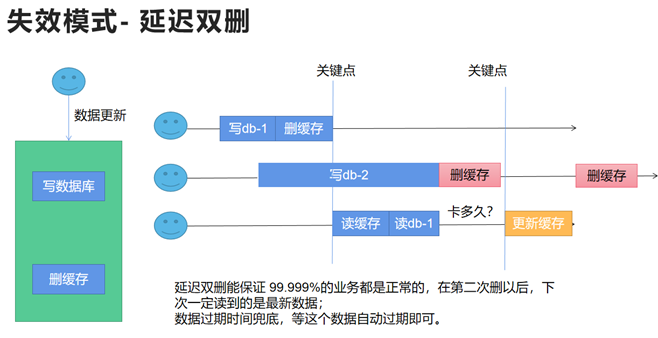 失效模式- 延迟双删
数据更新
写数据库
删缓存
关键点
关键点
写db-1
删缓存
写db-2
删缓存
删缓存
读缓存
读db-1
卡多久?
更新缓存
延迟双删能保证 99.999%的业务都是正常的，在第二次删以后，下
次一定读到的是最新数据；
数据过期时间兜底，等这个数据自动过期即可。